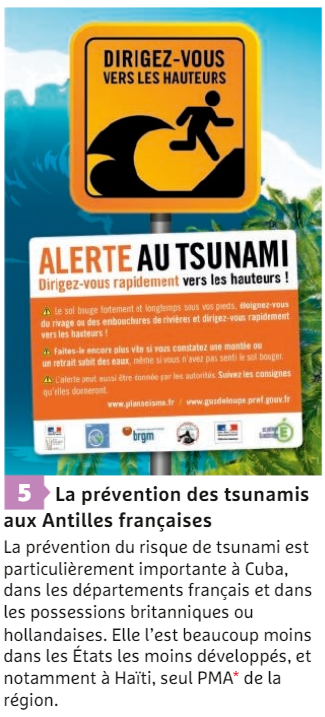 DIRIGEZ-VOUS
VERS LES HAUTEURS
ALERTE AU TSUNAMI
Dirigez-vous rapidement vers les hauteurs !
Le sol bouge fortement et longtemps sous vos pieds, éloignez-vous
du rivage ou des embouchures de rivières et dirigez-vous rapidement
vers les hauteurs !
Faites-le encore plus vite si vous constatez une montée ou
un retrait subit des eaux, même si vous n'avez pas senti le sol bouger.
L'alerte peut aussi être donnée par les autorités. Suivez les consignes
qu'elles donneront.
www.planseisme.fr / www.guadeloupe.pref.gouv.fr
brgm
5 La prévention des tsunamis
aux Antilles françaises
La prévention du risque de tsunami est
particulièrement importante à Cuba,
dans les départements français et dans
les possessions britanniques ou
hollandaises. Elle l'est beaucoup moins
dans les États les moins développés, et
notamment à Haïti, seul PMA* de la
région.